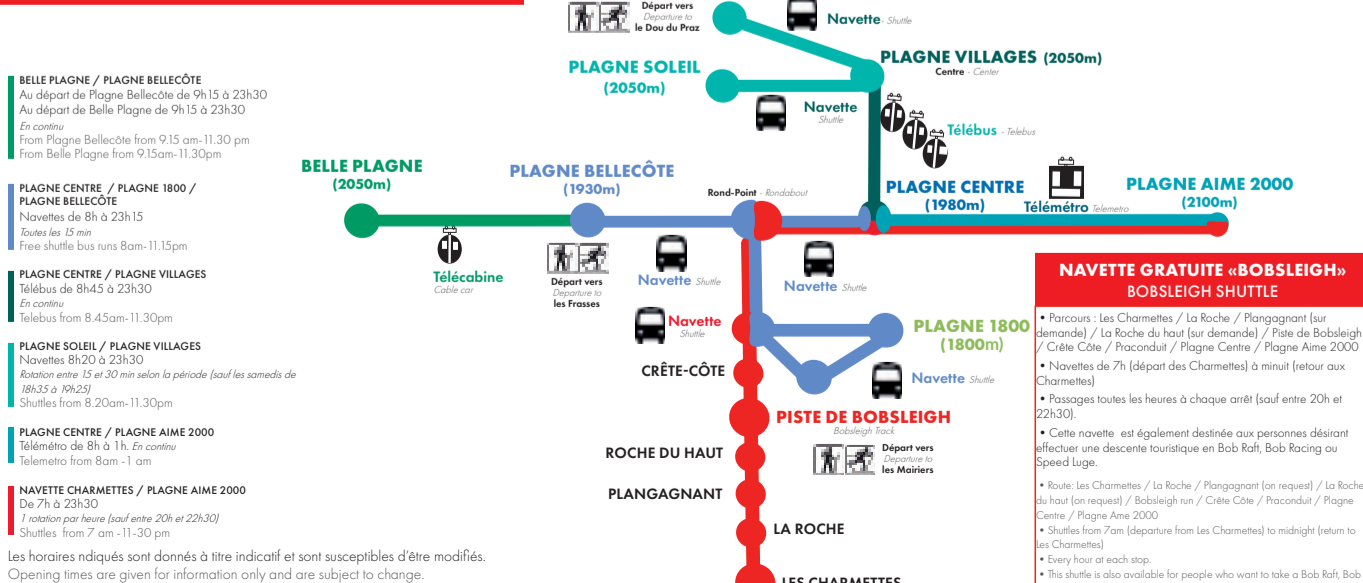 BELLE PLAGNE / PLAGNE BELLECÔTE
Au départ de Plagne Bellecôte de 9h15 à 23h30
Au départ de Belle Plagne de 9h15 à 23h30
En continu
From Plagne Bellecôte from 9.15 am-11.30 pm
From Belle Plagne from 9.15am-11.30pm
PLAGNE CENTRE / PLAGNE 1800 /
PLAGNE BELLECÔTE
Navettes de 8h à 23h15
Toutes les 15 min
Free shuttle bus runs 8am-11.15pm
PLAGNE CENTRE / PLAGNE VILLAGES
Télébus de 8h45 à 23h30
En continu
Telebus from 8.45am-11.30pm
PLAGNE SOLEIL / PLAGNE VILLAGES
Navettes 8h20 à 23h30
Rotation entre 15 et 30 min selon la période (sauf les samedis de
18h35 à 19h25)
Shuttles from 8.20am-11.30pm
PLAGNE CENTRE / PLAGNE AIME 2000
Télémétro de 8h à 1h. En continu
Telemetro from 8am -1 am
NAVETTE CHARMETTES / PLAGNE AIME 2000
De 7h à 23h30
1 rotation par heure (sauf entre 20h et 22h30)
Shuttles from 7 am -11-30 pm
Les horaires ndiqués sont donnés à titre indicatif et sont susceptibles d'être modifiés.
Opening times are given for information only and are subject to change.
Départ vers
Departure to
le Dou du Praz
Navette - Shuttle
PLAGNE SOLEIL
(2050m)
PLAGNE VILLAGES (2050m)
Centre - Center
Navette
Shuttle
Télébus - Telebus
BELLE PLAGNE
(2050m)
PLAGNE BELLECÔTE
(1930m)
Rond-Point - Rondabout
PLAGNE CENTRE
(1980m)
Télémétro Telemetro
PLAGNE AIME 2000
(2100m)
Télécabine
Cable car
Départ vers
Departure to
les Frasses
Navette Shuttle
Navette Shuttle
Navette
Shuttle
PLAGNE 1800
(1800m)
Navette Shuttle
CRÊTE-CÔTE
PISTE DE BOBSLEIGH
Bobsleigh Track
Départ vers
Departure to
les Mairiers
ROCHE DU HAUT
PLANGAGNANT
LA ROCHE
LES CHARMETTES
NAVETTE GRATUITE «BOBSLEIGH»
BOBSLEIGH SHUTTLE
• Parcours : Les Charmettes / La Roche / Plangagnant (sur
demande) / La Roche du haut (sur demande) / Piste de Bobsleigh
/ Crête Côte / Praconduit / Plagne Centre / Plagne Aime 2000
• Navettes de 7h (départ des Charmettes) à minuit (retour aux
Charmettes)
• Passages toutes les heures à chaque arrêt (sauf entre 20h et
22h30).
• Cette navette est également destinée aux personnes désirant
effectuer une descente touristique en Bob Raft, Bob Racing ou
Speed Luge.
• Route: Les Charmettes / La Roche / Plangagnant (on request) / La Roche
du haut (on request) / Bobsleigh run / Crête Côte / Praconduit / Plagne
Centre / Plagne Ame 2000
• Shuttles from 7am (departure from Les Charmettes) to midnight (return to
Les Charmettes)
• Every hour at each stop.
• This shuttle is also available for people who want to take a Bob Raft, Bob